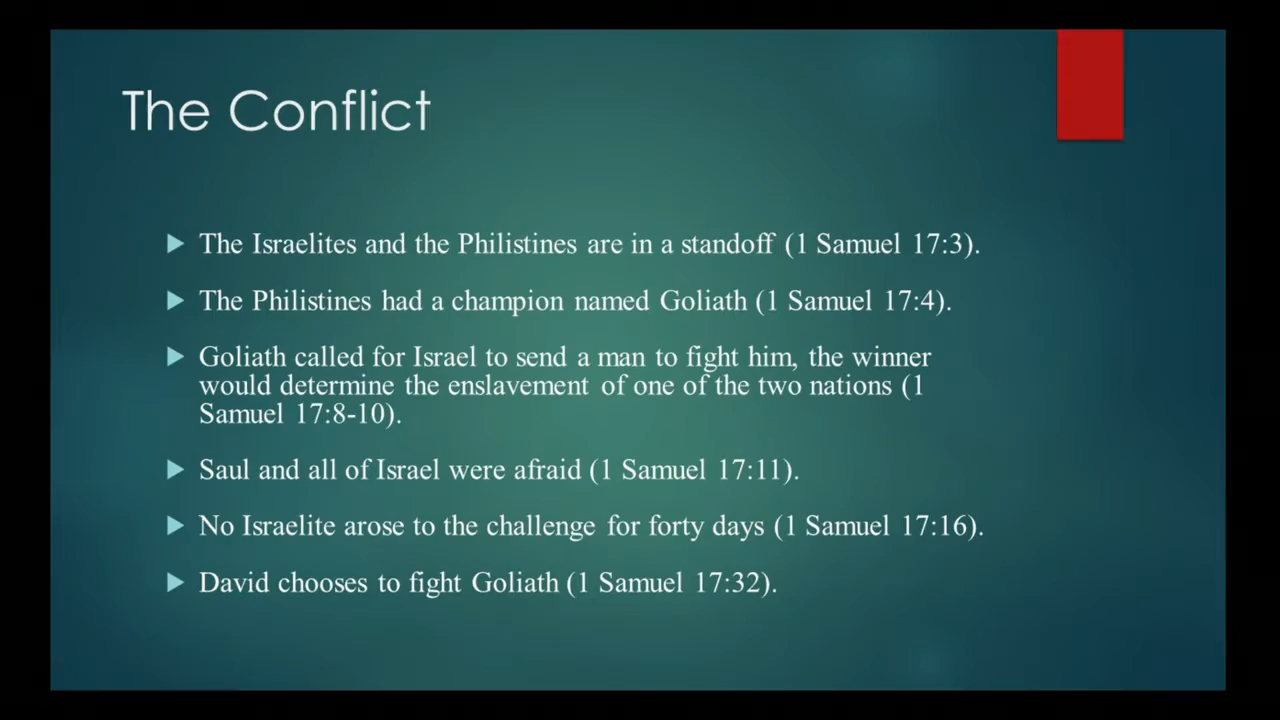 The Conflict
The Israelites and the Philistines are in a standoff (1 Samuel 17:3).
The Philistines had a champion named Goliath (1 Samuel 17:4).
Goliath called for Israel to send a man to fight him, the winner
would determine the enslavement of one of the two nations (1
Samuel 17:8-10).
Saul and all of Israel were afraid (1 Samuel 17:11).
No Israelite arose to the challenge for forty days (1 Samuel 17:16).
David chooses to fight Goliath (1 Samuel 17:32).